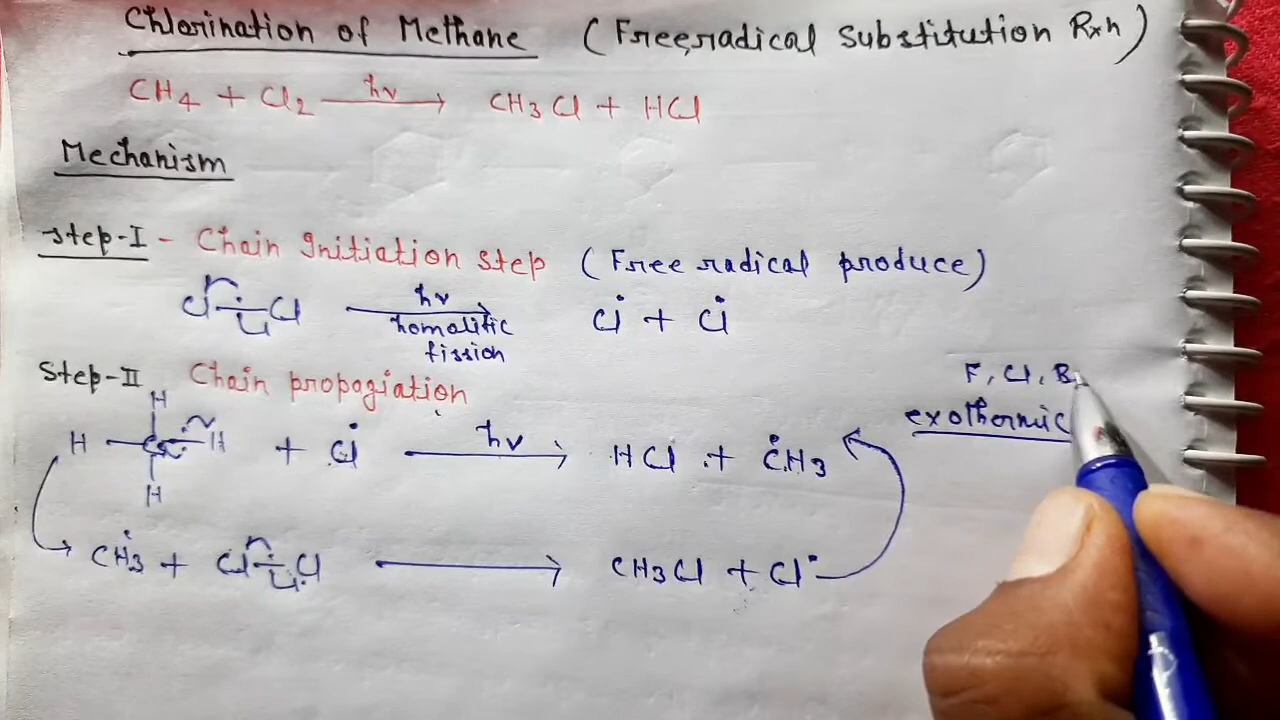 Chlorination of Methane (Free radical Substitution Rxn)
CH4 + Cl2 hν → CH3Cl + HCl
Mechanism
Step-I - Chain Initiation Step (Free radical produce)
Cl-Cl hν homolitic fission → Cl• + Cl•
Step-II Chain propogiation
H
H C H + Cl• hν → HCl + •CH3
H
CH3• + Cl-Cl → CH3Cl + Cl•
F, Cl, B
exothermic